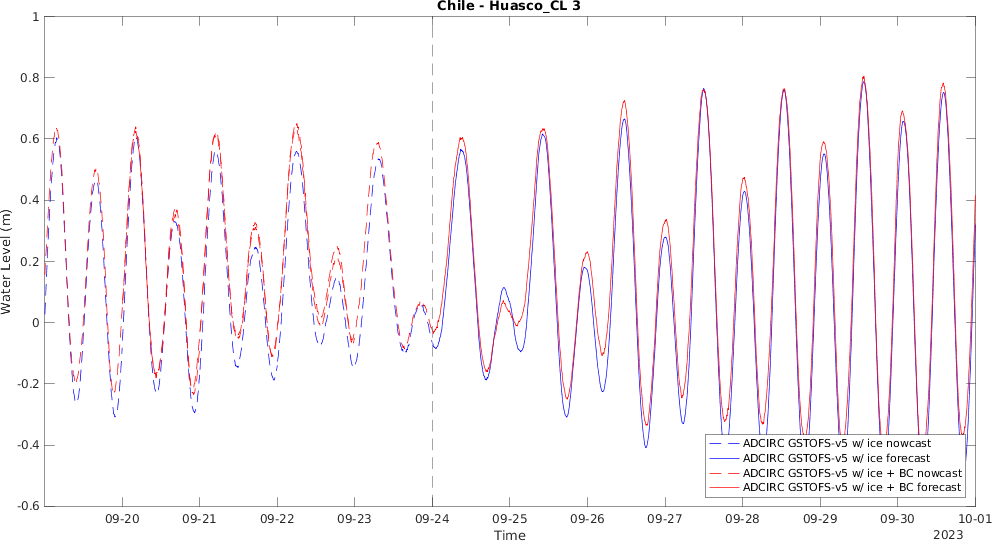 Chile - Huasco_CL 3
Water Level (m)
1
0.8
0.6
0.4
0.2
0
-0.2
-0.4
-0.6
ADCIRC GSTOFS-v5 w/ ice nowcast
ADCIRC GSTOFS-v5 w/ ice forecast
ADCIRC GSTOFS-v5 w/ ice + BC nowcast
ADCIRC GSTOFS-v5 w/ ice + BC forecast
09-20 09-21 09-22 09-23 09-24 09-25 09-26 09-27 09-28 09-29 09-30 10-01
Time
2023